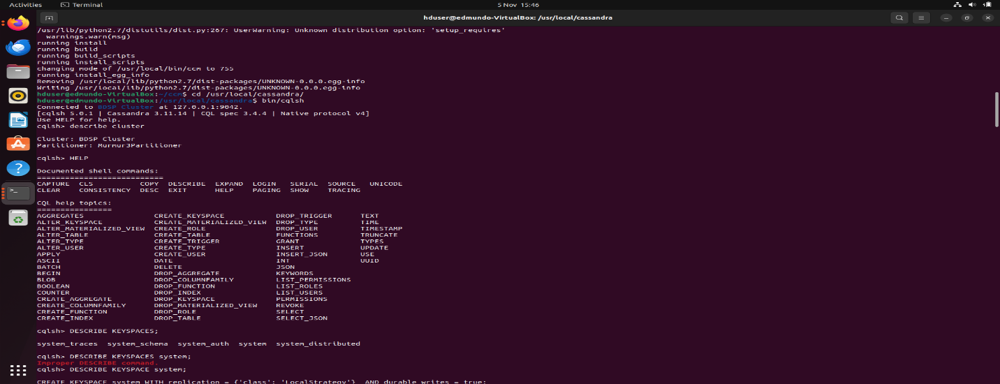 Activities Terminal 5 Nov 15:46
hduser@edmundo-VirtualBox: /usr/local/cassandra
/usr/lib/python2.7/distutils/dist.py:267: UserWarning: Unknown distribution option: 'setup_requires'
  warnings.warn(msg)
running install
running build
running build_scripts
running install_scripts
changing mode of /usr/local/bin/ccm to 755
running install_egg_info
Removing /usr/local/lib/python2.7/dist-packages/UNKNOWN-0.0.0.egg-info
Writing /usr/local/lib/python2.7/dist-packages/UNKNOWN-0.0.0.egg-info
hduser@edmundo-VirtualBox:~/ccm$ cd /usr/local/cassandra/
hduser@edmundo-VirtualBox:/usr/local/cassandra$ bin/cqlsh
Connected to BDSP Cluster at 127.0.0.1:9042.
[cqlsh 5.0.1 | Cassandra 3.11.14 | CQL spec 3.4.4 | Native protocol v4]
Use HELP for help.
cqlsh> describe cluster
Cluster: BDSP Cluster
Partitioner: Murmur3Partitioner
cqlsh> HELP
Documented shell commands:
===========================
CAPTURE  CLS          COPY  DESCRIBE  EXPAND  LOGIN   SERIAL  SOURCE   UNICODE
CLEAR    CONSISTENCY  DESC  EXIT      HELP    PAGING  SHOW    TRACING
CQL help topics:
================
AGGREGATES               CREATE_KEYSPACE           DROP_TRIGGER      TEXT
ALTER_KEYSPACE           CREATE_MATERIALIZED_VIEW  DROP_TYPE         TIME
ALTER_MATERIALIZED_VIEW  CREATE_ROLE               DROP_USER         TIMESTAMP
ALTER_TABLE              CREATE_TABLE              FUNCTIONS         TRUNCATE
ALTER_TYPE               CREATE_TRIGGER            GRANT             TYPES
ALTER_USER               CREATE_TYPE               INSERT            UPDATE
APPLY                    CREATE_USER               INSERT_JSON       USE
ASCII                    DATE                      INT               UUID
BATCH                    DELETE                    JSON
BEGIN                    DROP_AGGREGATE            KEYWORDS
BLOB                     DROP_COLUMNFAMILY         LIST_PERMISSIONS
BOOLEAN                  DROP_FUNCTION             LIST_ROLES
COUNTER                  DROP_INDEX                LIST_USERS
CREATE_AGGREGATE         DROP_KEYSPACE             PERMISSIONS
CREATE_COLUMNFAMILY      DROP_MATERIALIZED_VIEW    REVOKE
CREATE_FUNCTION          DROP_ROLE                 SELECT
CREATE_INDEX             DROP_TABLE                SELECT_JSON
cqlsh> DESCRIBE KEYSPACES;
system_traces  system_schema  system_auth  system  system_distributed
cqlsh> DESCRIBE KEYSPACES system;
Improper DESCRIBE command.
cqlsh> DESCRIBE KEYSPACE system;
CREATE KEYSPACE system WITH replication = {'class': 'LocalStrategy'}  AND durable_writes = true;